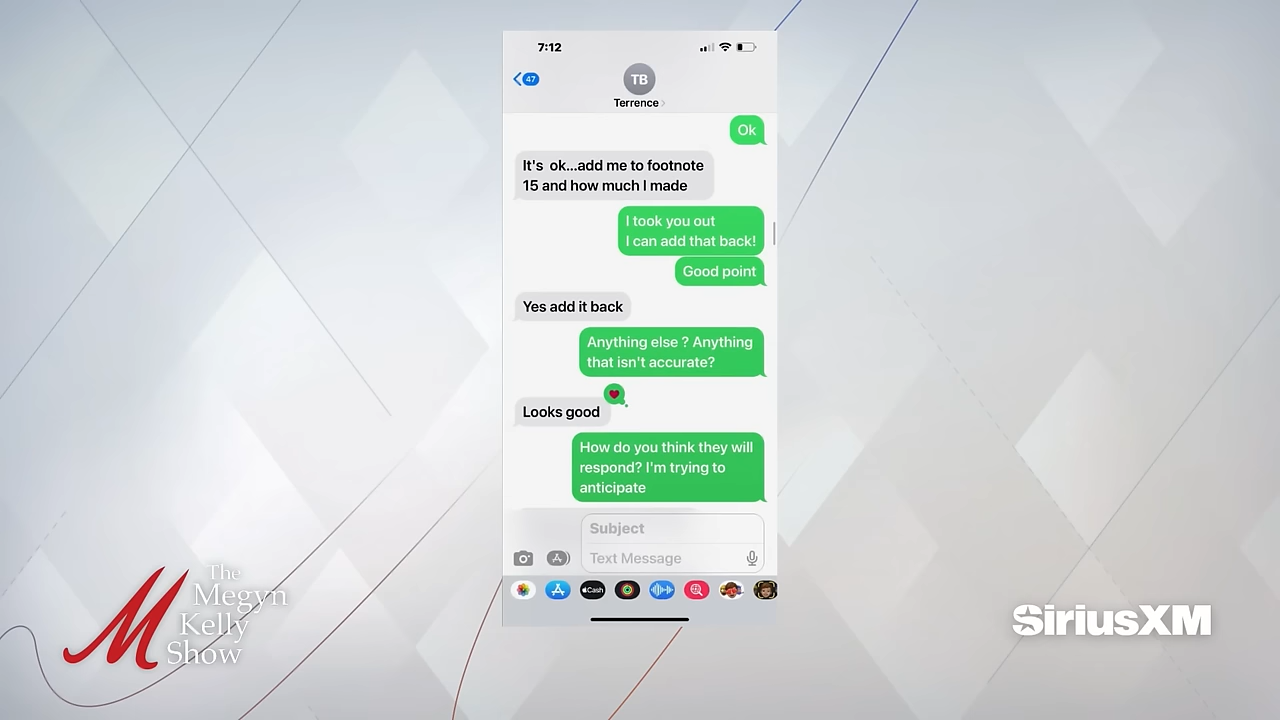 7:12
47
TB
Terrence
Ok
It's ok...add me to footnote
15 and how much I made
I took you out
I can add that back!
Good point
Yes add it back
Anything else ? Anything
that isn't accurate?
Looks good
How do you think they will
respond? I'm trying to
anticipate
Subject
Text Message
Cash
The
Megyn
Kelly
Show
M
SiriusXM